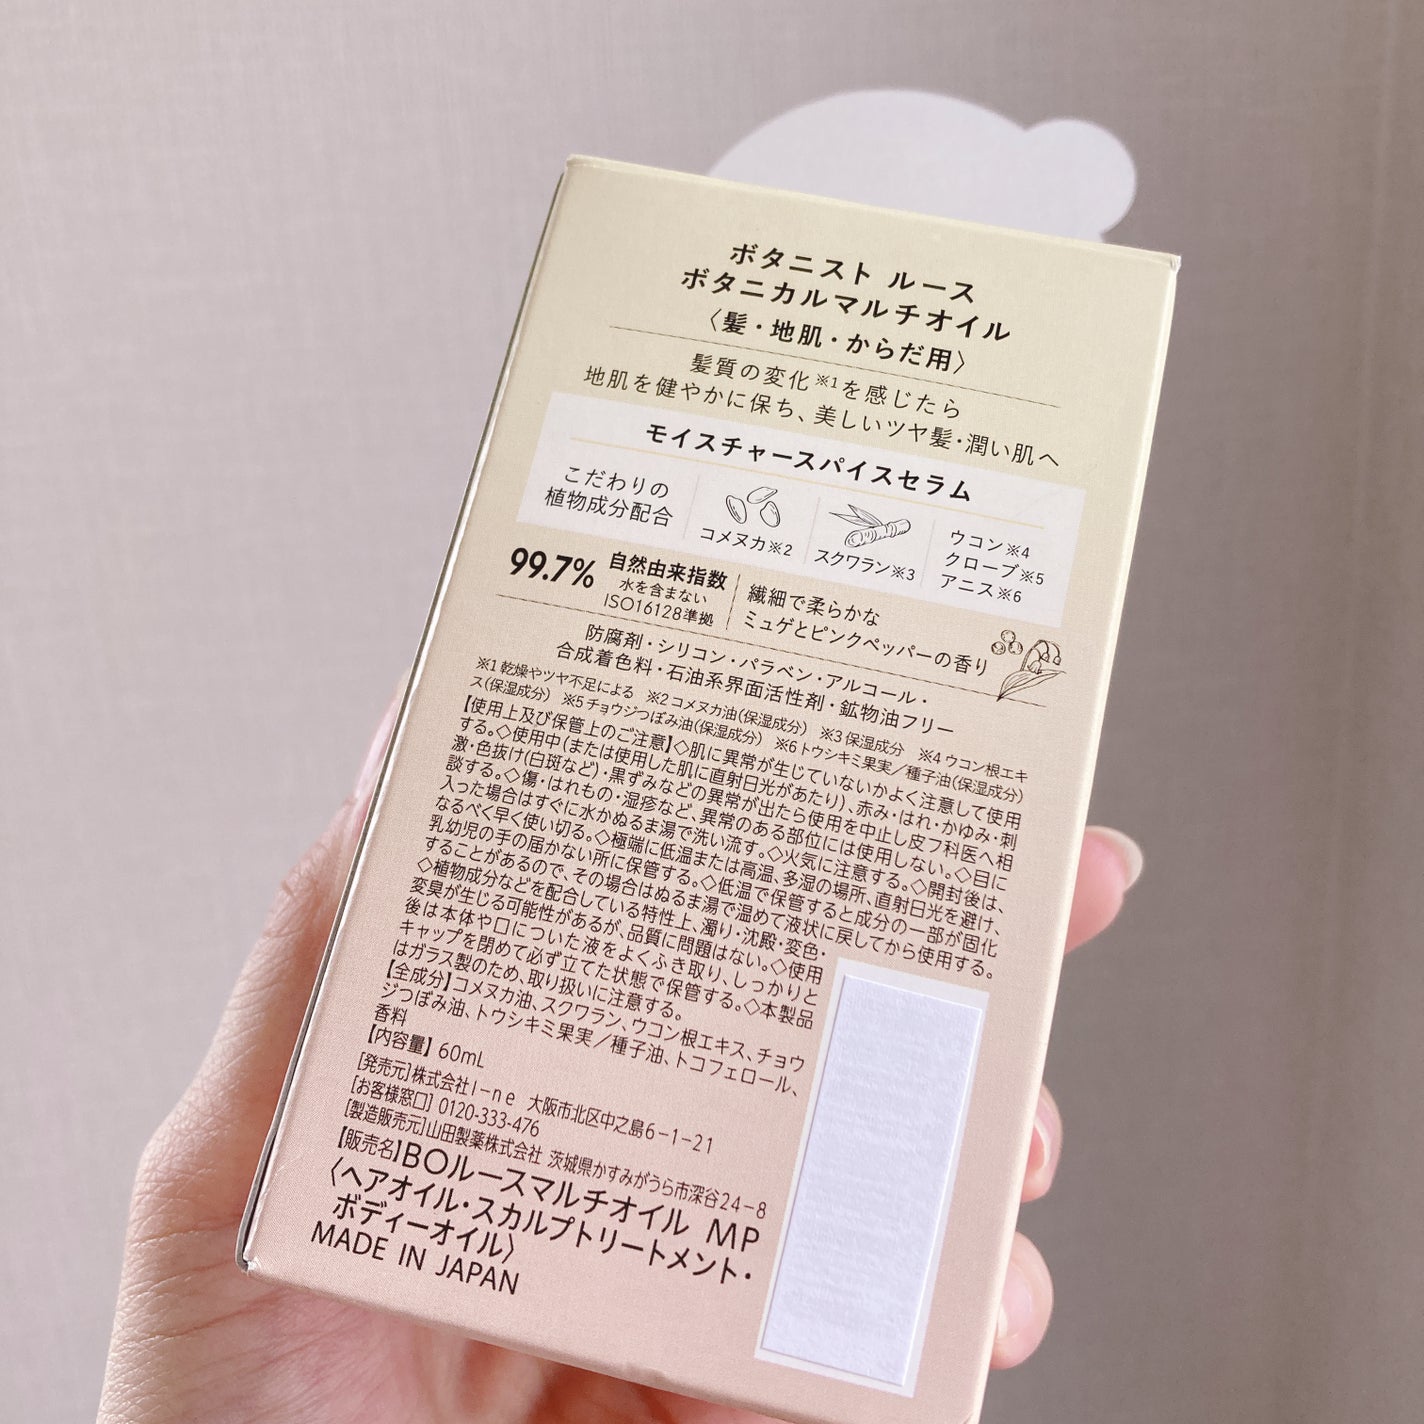 ボタニスト ルース
ボタニカルマルチオイル
〈髪・地肌・からだ用〉
髪質の変化※1を感じたら
地肌を健やかに保ち、美しいツヤ髪・潤い肌へ
モイスチャースパイスセラム
こだわりの
植物成分配合
コメヌカ※2
スクワラン※3
ウコン※4
クローブ※5
アニス※6
99.7%
自然由来指数
水を含まない
ISO16128準拠
繊細で柔らかな
ミュゲとピンクペッパーの香り
防腐剤・シリコン・パラベン・アルコール・
合成着色料・石油系界面活性剤・鉱物油フリー
※1 乾燥やツヤ不足による ※2 コメヌカ油(保湿成分) ※3 保湿成分 ※4 ウコン根エキ
ス(保湿成分) ※5 チョウジつぼみ油(保湿成分) ※6 トウシキミ果実／種子油(保湿成分)
【使用上及び保管上のご注意】◇肌に異常が生じていないかよく注意して使用
する。◇使用中(または使用した肌に直射日光があたり)、赤み・はれ・かゆみ・刺
激・色抜け(白斑など)・黒ずみなどの異常が出たら使用を中止し皮フ科医へ相
談する。◇傷・はれもの・湿疹など、異常のある部位には使用しない。◇目に
入った場合はすぐに水かぬるま湯で洗い流す。◇火気に注意する。◇開封後は、
なるべく早く使い切る。◇極端に低温または高温、多湿の場所、直射日光を避け、
乳幼児の手の届かない所に保管する。◇低温で保管すると成分の一部が固化
することがあるので、その場合はぬるま湯で温めて液状に戻してから使用する。
◇植物成分などを配合している特性上、濁り・沈殿・変色・
変臭が生じる可能性があるが、品質に問題はない。◇使用
後は本体や口についた液をよくふき取り、しっかりと
キャップを閉めて必ず立てた状態で保管する。◇本製品
はガラス製のため、取り扱いに注意する。
【全成分】コメヌカ油、スクワラン、ウコン根エキス、チョウ
ジつぼみ油、トウシキミ果実／種子油、トコフェロール、
香料
【内容量】60mL
[発売元]株式会社I－ne 大阪市北区中之島6－1－21
[お客様窓口] 0120-333-476
[製造販売元]山田製薬株式会社 茨城県かすみがうら市深谷24－8
【販売名】BOルースマルチオイル MP
〈ヘアオイル・スカルプトリートメント・
ボディーオイル〉
MADE IN JAPAN